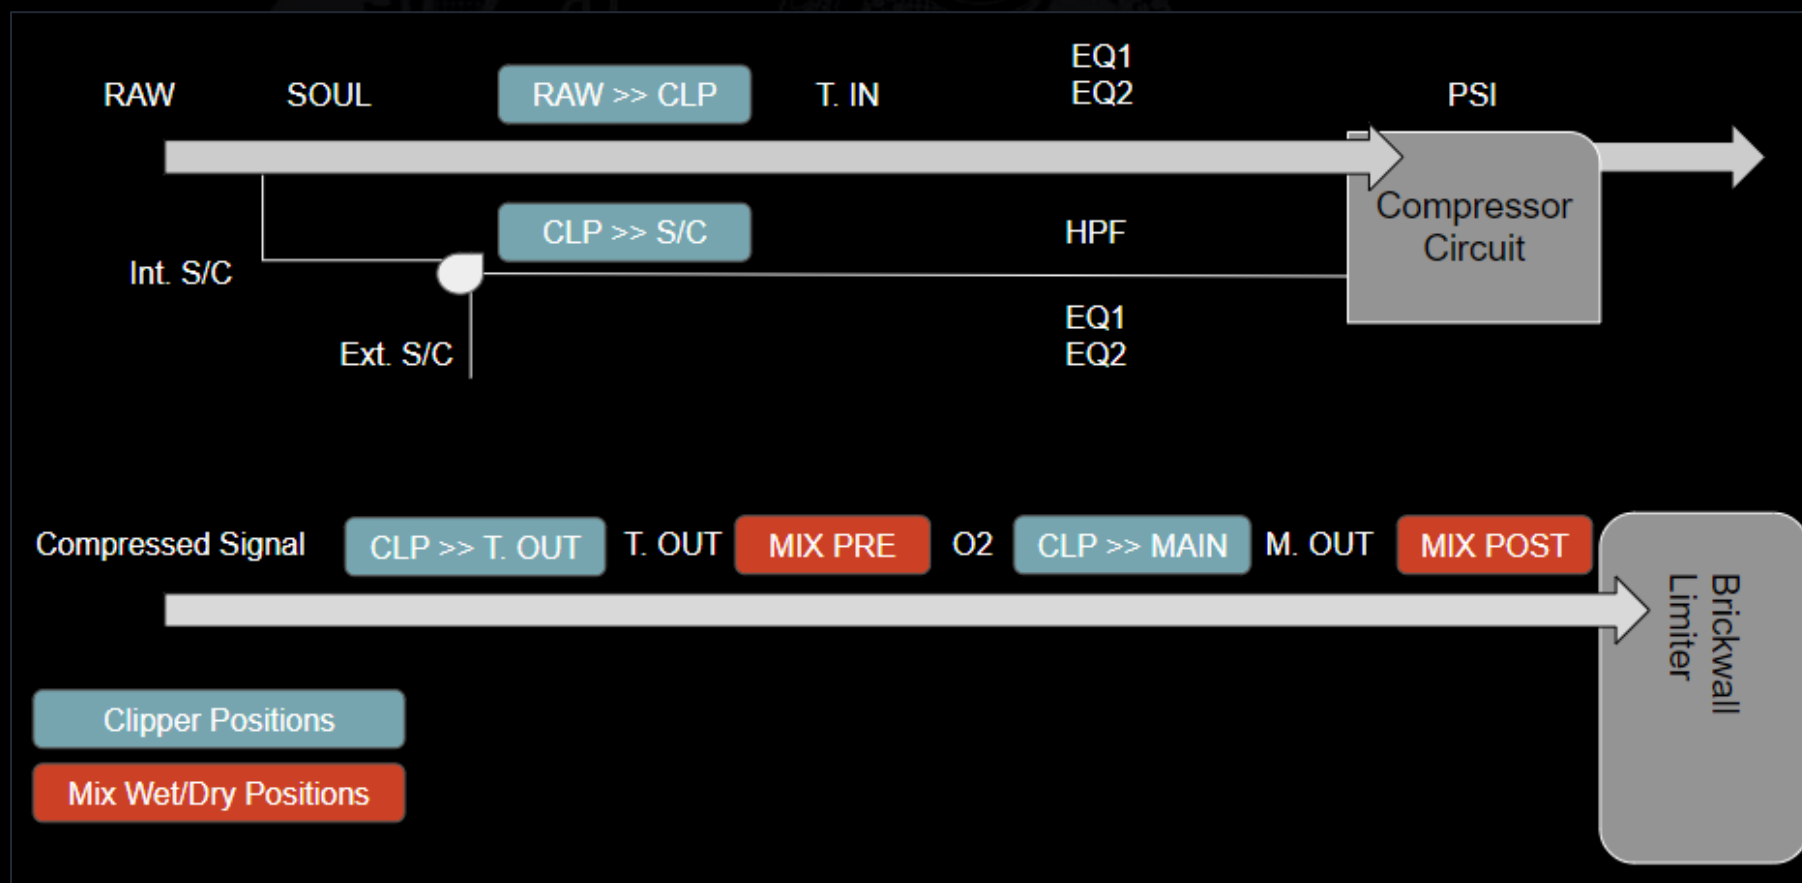 EQ1
EQ2
RAW SOUL RAW >> CLP T. IN PSI
Compressor
Circuit
CLP >> S/C HPF
Int. S/C
EQ1
EQ2
Ext. S/C
Compressed Signal CLP >> T. OUT T. OUT MIX PRE O2 CLP >> MAIN M. OUT MIX POST
Brickwall
Limiter
Clipper Positions
Mix Wet/Dry Positions